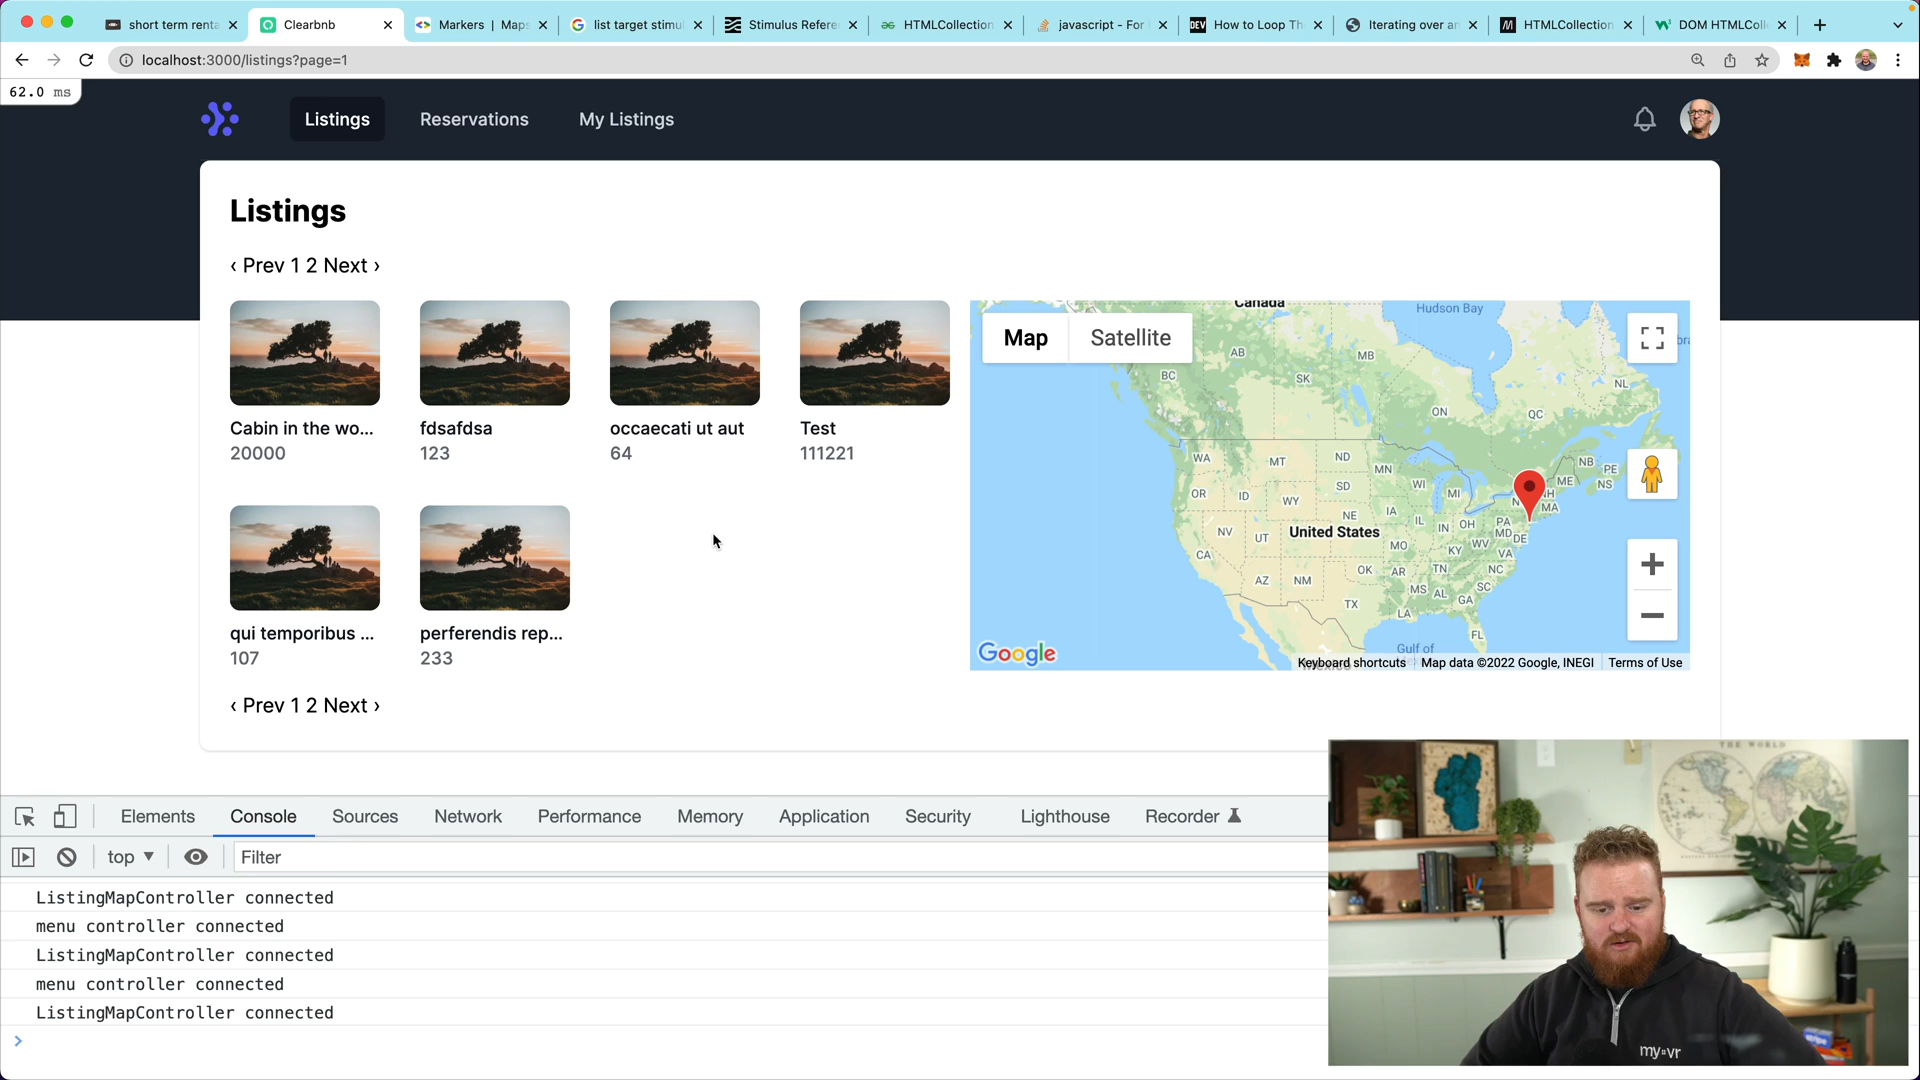 short term renta
Clearbnb
Markers | Maps
list target stimul
Stimulus Refere
HTMLCollection
javascript - For
How to Loop Th
Iterating over an
HTMLCollection
DOM HTMLColl
localhost:3000/listings?page=1
62.0 ms
Listings
Reservations
My Listings
Listings
‹ Prev 1 2 Next ›
Cabin in the wo...
20000
fdsafdsa
123
occaecati ut aut
64
Test
111221
qui temporibus ...
107
perferendis rep...
233
‹ Prev 1 2 Next ›
Map
Satellite
Canada
Hudson Bay
AB
MB
BC
SK
NL
ON
QC
WA
MT
ND
MN
NB
PE
ME
NS
OR
ID
SD
WI
MI
MA
WY
NE
IA
IL
IN
OH
PA
MD
DE
NV
UT
United States
MO
KY
WV
VA
CA
AZ
NM
OK
AR
TN
NC
MS
AL
SC
TX
LA
GA
FL
Gulf of
Google
Keyboard shortcuts
Map data ©2022 Google, INEGI
Terms of Use
Elements
Console
Sources
Network
Performance
Memory
Application
Security
Lighthouse
Recorder
top
Filter
ListingMapController connected
menu controller connected
ListingMapController connected
menu controller connected
ListingMapController connected
THE WORLD
my vr